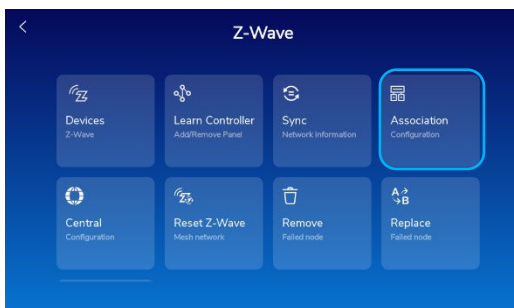 Z-Wave
Devices
Z-Wave
Learn Controller
Add/Remove Panel
Sync
Network Information
Association
Configuration
Central
Configuration
Reset Z-Wave
Mesh network
Remove
Failed node
A
B
Replace
Failed node